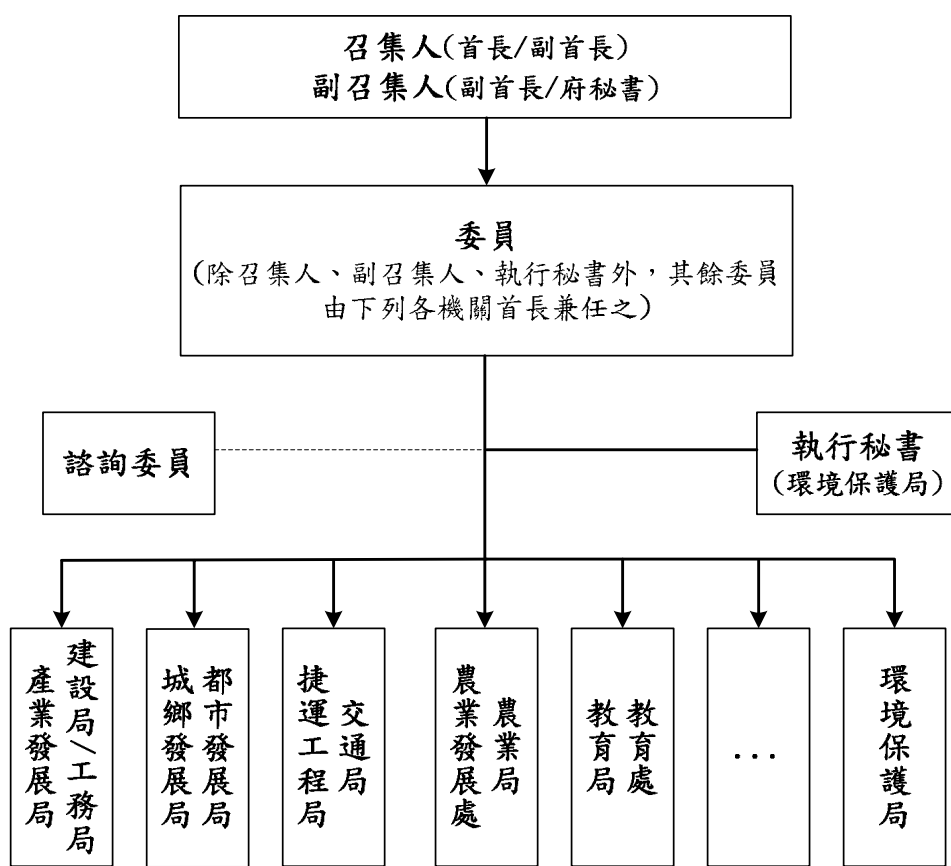 召集人(首長/副首長)
副召集人(副首長/府秘書)
委員
(除召集人、副召集人、執行秘書外，其餘委員
由下列各機關首長兼任之)
諮詢委員
執行秘書
(環境保護局)
建設局/工務局
產業發展局
都市發展局
城鄉發展局
交通局
捷運工程局
農業局
農業發展處
教育處
教育局
...
環境保護局